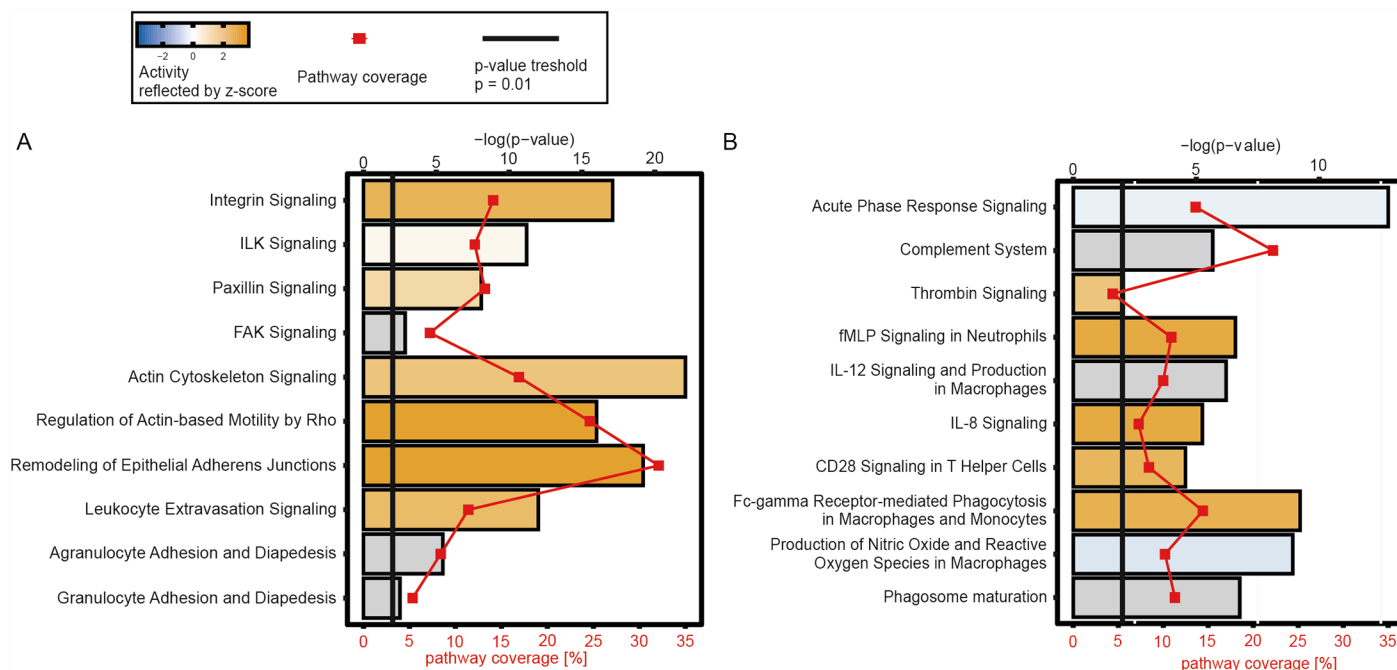 −2 0 2
Activity
reflected by z-score
Pathway coverage
p-value treshold
p = 0.01
A
−log(p−value)
0 5 10 15 20
Integrin Signaling
ILK Signaling
Paxillin Signaling
FAK Signaling
Actin Cytoskeleton Signaling
Regulation of Actin-based Motility by Rho
Remodeling of Epithelial Adherens Junctions
Leukocyte Extravasation Signaling
Agranulocyte Adhesion and Diapedesis
Granulocyte Adhesion and Diapedesis
0 5 10 15 20 25 30 35
pathway coverage [%]
B
−log(p−value)
0 5 10
Acute Phase Response Signaling
Complement System
Thrombin Signaling
fMLP Signaling in Neutrophils
IL-12 Signaling and Production
in Macrophages
IL-8 Signaling
CD28 Signaling in T Helper Cells
Fc-gamma Receptor-mediated Phagocytosis
in Macrophages and Monocytes
Production of Nitric Oxide and Reactive
Oxygen Species in Macrophages
Phagosome maturation
0 5 10 15 20 25 30 35
pathway coverage [%]